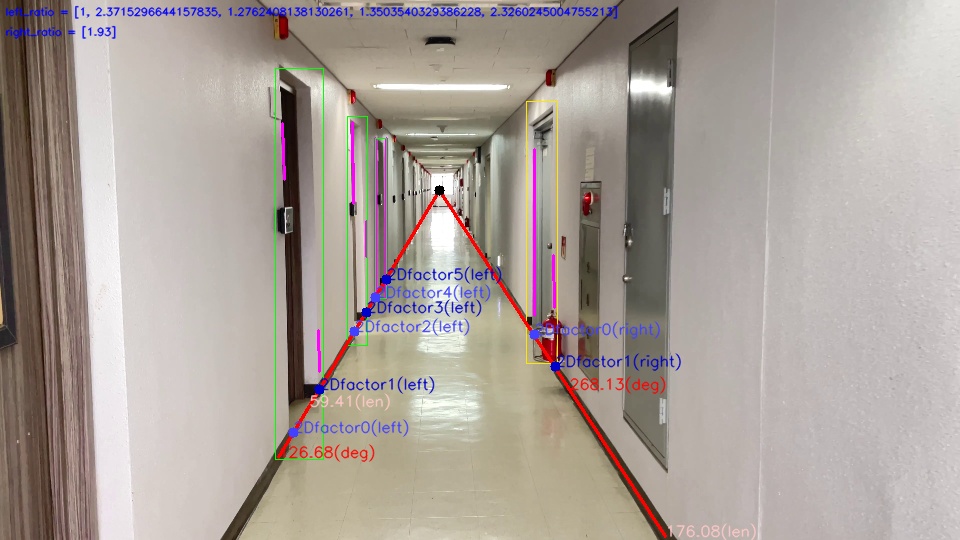 left_ratio = [1, 2.3715296644157835, 1.2762408138130261, 1.3503540329386228, 2.3260245004755213]
right_ratio = [1.93]
2Dfactor5(left)
2Dfactor4(left)
2Dfactor3(left)
2Dfactor2(left)
2Dfactor0(right)
2Dfactor1(right)
2Dfactor1(left)
268.13(deg)
59.41(len)
2Dfactor0(left)
26.68(deg)
176.08(len)